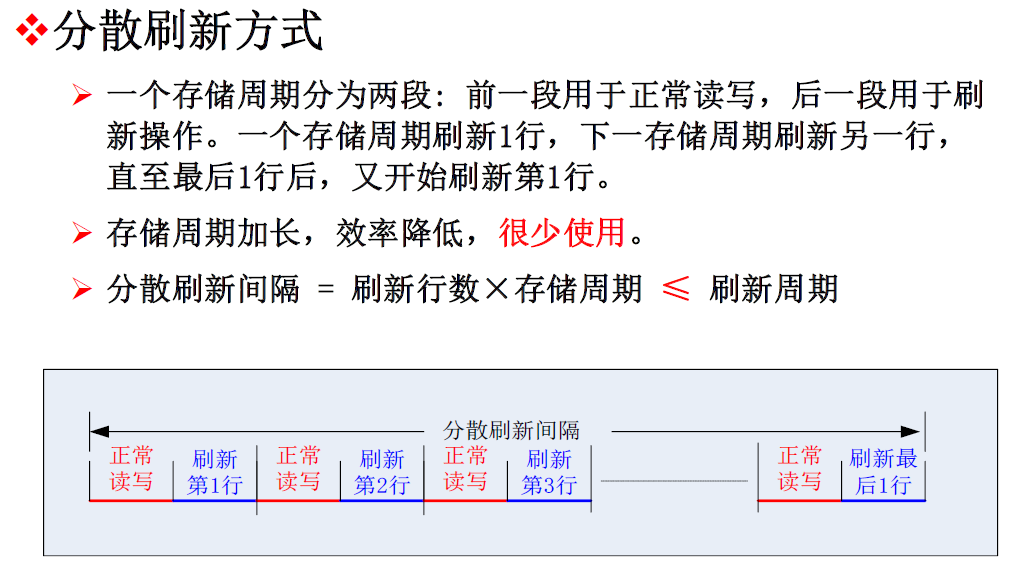 ❖分散刷新方式
➢ 一个存储周期分为两段: 前一段用于正常读写，后一段用于刷
新操作。一个存储周期刷新1行，下一存储周期刷新另一行，
直至最后1行后，又开始刷新第1行。
➢ 存储周期加长，效率降低，很少使用。
➢ 分散刷新间隔 = 刷新行数×存储周期 ≤ 刷新周期
分散刷新间隔
正常 刷新 正常 刷新 正常 刷新 正常 刷新最
读写 第1行 读写 第2行 读写 第3行 读写 后1行